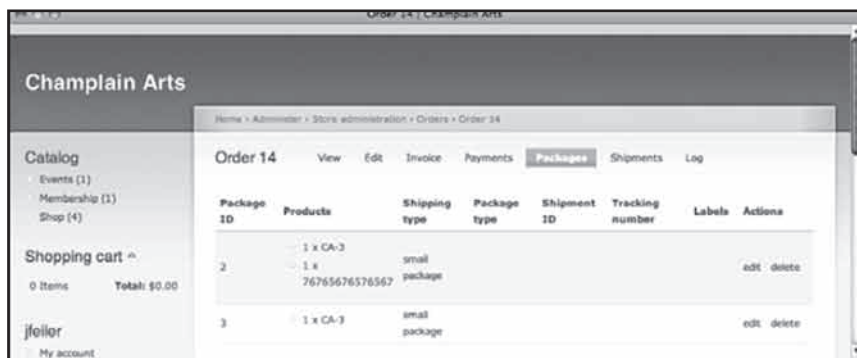 Order 14 | Champlain Arts
Champlain Arts
Home › Administer › Store administration › Orders › Order 14
Catalog
Events (1)
Membership (1)
Shop (4)
Shopping cart
0 Items Total: $0.00
jfeiler
My account
Order 14 View Edit Invoice Payments Packages Shipments Log
Package ID Products Shipping type Package type Shipment ID Tracking number Labels Actions
2 1 x CA-3 small package edit delete
1 x 76765676576567
3 1 x CA-3 small package edit delete